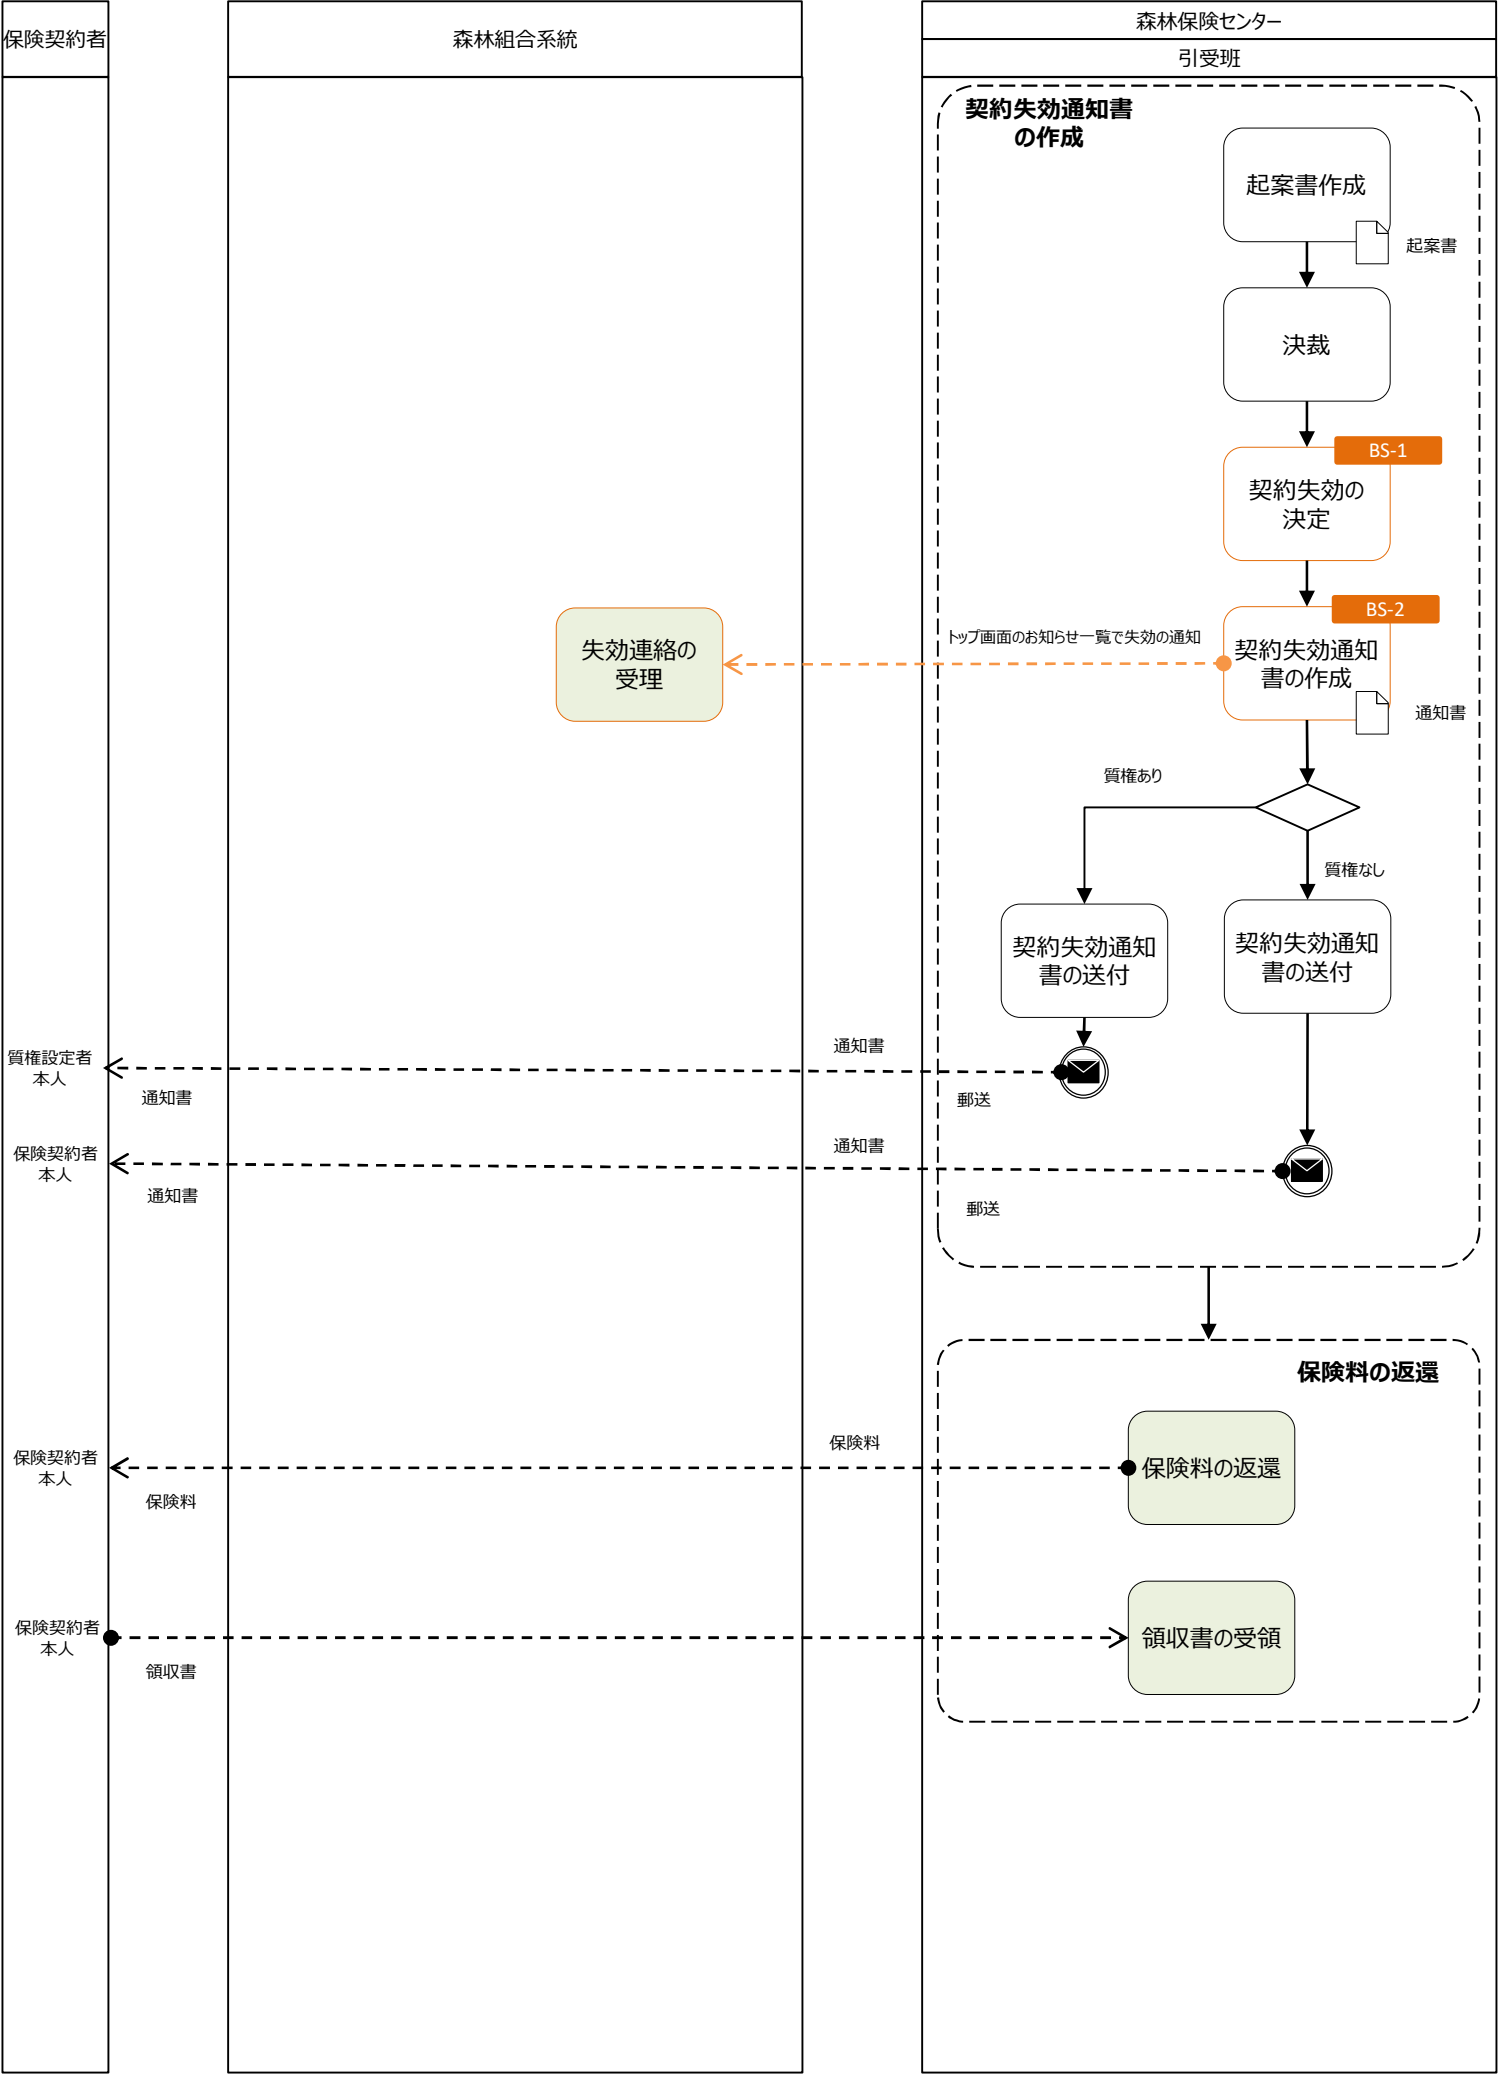 保険契約者
森林組合系統
森林保険センター
引受班
契約失効通知書
の作成
起案書作成
起案書
決裁
BS-1
契約失効の
決定
BS-2
失効連絡の
受理
トップ画面のお知らせ一覧で失効の通知
契約失効通知
書の作成
通知書
質権あり
質権なし
契約失効通知
書の送付
契約失効通知
書の送付
質権設定者
本人
通知書
通知書
郵送
保険契約者
本人
通知書
通知書
郵送
保険料の返還
保険契約者
本人
保険料
保険料
保険料の返還
保険契約者
本人
領収書
領収書の受領